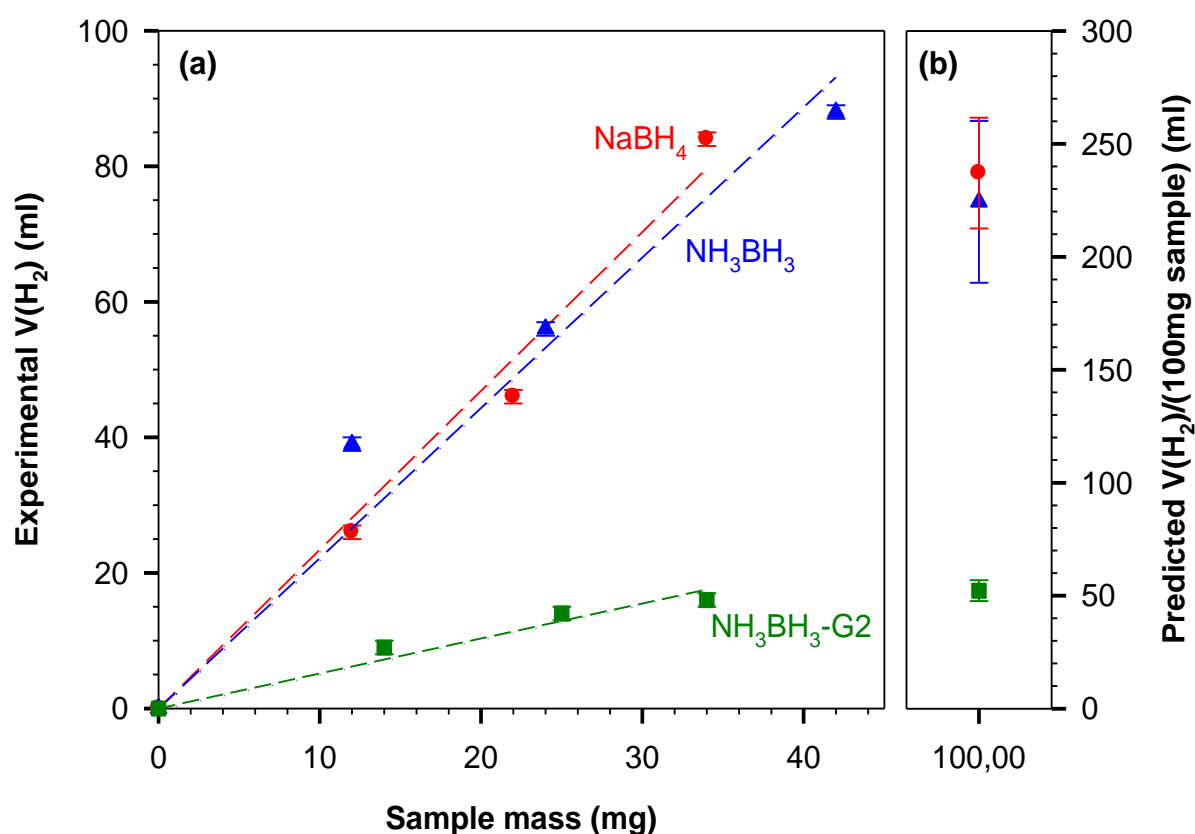 (a)
(b)
Experimental V(H₂) (ml)
100
80
60
40
20
0
NaBH₄
NH₃BH₃
NH₃BH₃-G2
0 10 20 30 40
Sample mass (mg)
100,00
300
250
200
150
100
50
0
Predicted V(H₂)/(100mg sample) (ml)